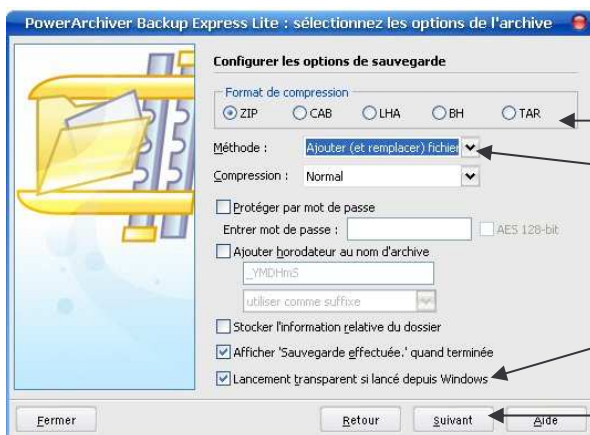 PowerArchiver Backup Express Lite : sélectionnez les options de l'archive
Configurer les options de sauvegarde
Format de compression
ZIP CAB LHA BH TAR
Méthode : Ajouter (et remplacer) fichier
Compression : Normal
Protéger par mot de passe
Entrer mot de passe : AES 128-bit
Ajouter horodateur au nom d'archive
_YMDHmS
utiliser comme suffixe
Stocker l'information relative du dossier
Afficher 'Sauvegarde effectuée.' quand terminée
Lancement transparent si lancé depuis Windows
Fermer Retour Suivant Aide